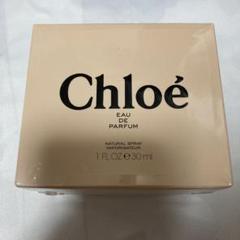 Chloé
EAU
DE
PARFUM
NATURAL SPRAY
VAPORISATEUR
1 FL.OZ℮30 ml